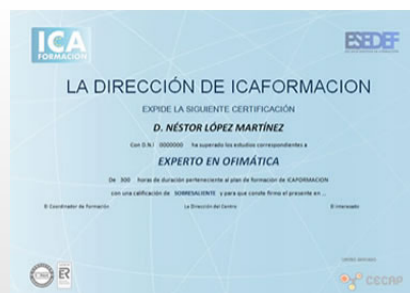 ICA
FORMACIÓN
ESEDEF
LA DIRECCIÓN DE ICAFORMACION
EXPIDE LA SIGUIENTE CERTIFICACIÓN
D. NÉSTOR LÓPEZ MARTÍNEZ
Con D.N.I 0000000 ha superado los estudios correspondientes a
EXPERTO EN OFIMÁTICA
De 300 horas de duración perteneciente al plan de formación de ICAFORMACION
con una calificación de SOBRESALIENTE y para que conste firmo el presente en ...
El Coordinador de Formación La Dirección del Centro El interesado
ER
CECAP